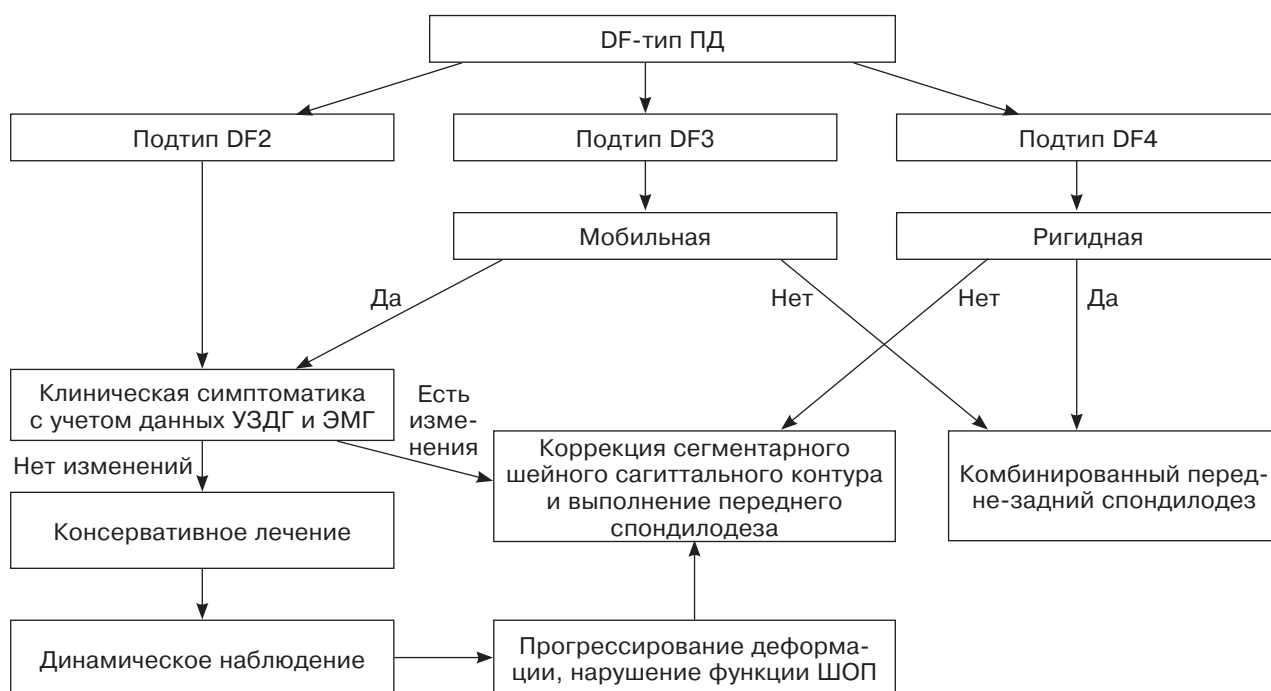 DF-тип ПД
Подтип DF2
Подтип DF3
Подтип DF4
Мобильная
Ригидная
Да
Нет
Нет
Да
Клиническая симптоматика
с учетом данных УЗДГ и ЭМГ
Есть
изме-
нения
Нет изменений
Коррекция сегментарного
шейного сагиттального контура
и выполнение переднего
спондилодеза
Комбинированный перед-
не-задний спондилодез
Консервативное лечение
Динамическое наблюдение
Прогрессирование деформа-
ции, нарушение функции ШОП